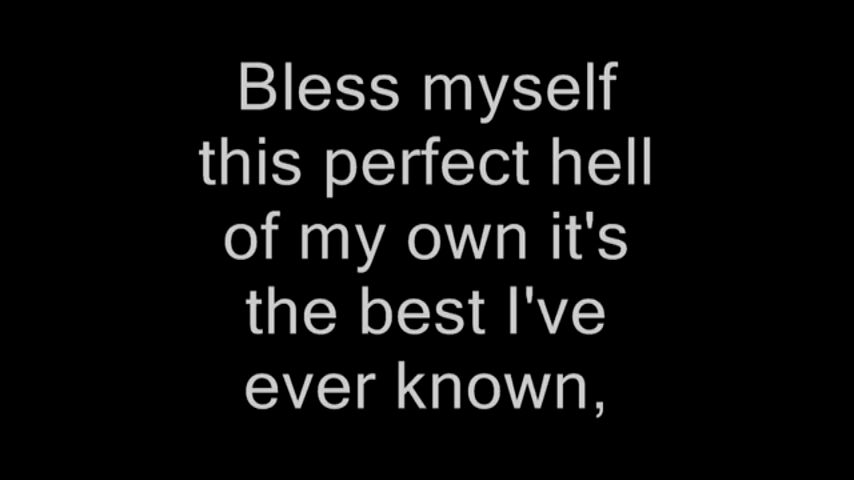 Bless myself
this perfect hell
of my own it's
the best I've
ever known,